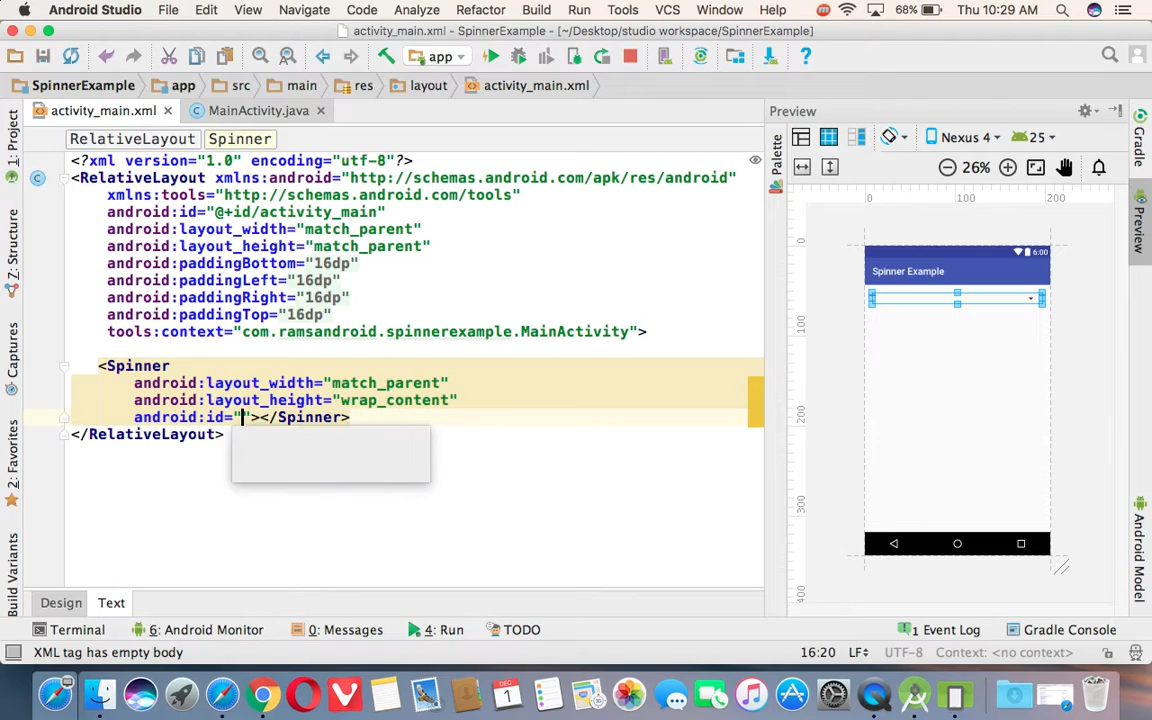 Android Studio File Edit View Navigate Code Analyze Refactor Build Run Tools VCS Window Help 68% Thu 10:29 AM
activity_main.xml - SpinnerExample - [~/Desktop/studio workspace/SpinnerExample]
app
SpinnerExample app src main res layout activity_main.xml
activity_main.xml MainActivity.java
RelativeLayout Spinner
<?xml version="1.0" encoding="utf-8"?>
<RelativeLayout xmlns:android="http://schemas.android.com/apk/res/android"
xmlns:tools="http://schemas.android.com/tools"
android:id="@+id/activity_main"
android:layout_width="match_parent"
android:layout_height="match_parent"
android:paddingBottom="16dp"
android:paddingLeft="16dp"
android:paddingRight="16dp"
android:paddingTop="16dp"
tools:context="com.ramsandroid.spinnerexample.MainActivity">
<Spinner
android:layout_width="match_parent"
android:layout_height="wrap_content"
android:id=""></Spinner>
</RelativeLayout>
Design Text
1: Project
7: Structure
Captures
2: Favorites
Build Variants
Preview
Palette
Nexus 4 25
26%
0 100 200
0
100
200
300
400
6:00
Spinner Example
Gradle
Preview
Android Model
Terminal 6: Android Monitor 0: Messages 4: Run TODO 1 Event Log Gradle Console
XML tag has empty body 16:20 LF UTF-8 Context: <no context>
DEC
1